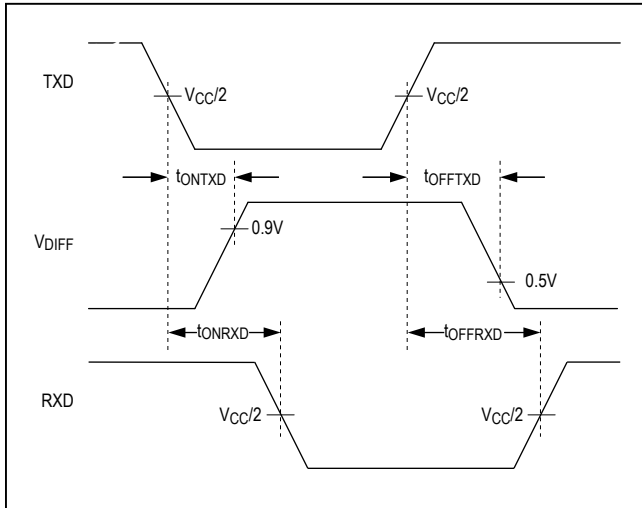 TXD
VCC/2
VCC/2
tONTXD
tOFFTXD
VDIFF
0.9V
0.5V
tONRXD
tOFFRXD
RXD
VCC/2
VCC/2